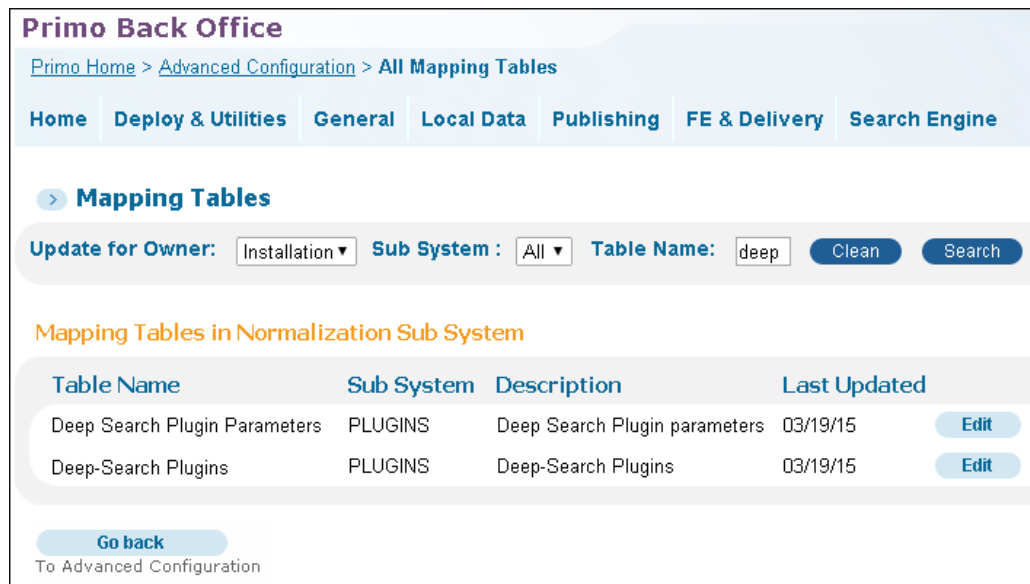 Primo Back Office
Primo Home > Advanced Configuration > All Mapping Tables
Home Deploy & Utilities General Local Data Publishing FE & Delivery Search Engine
Mapping Tables
Update for Owner: Installation Sub System : All Table Name: deep Clean Search
Mapping Tables in Normalization Sub System
Table Name Sub System Description Last Updated
Deep Search Plugin Parameters PLUGINS Deep Search Plugin parameters 03/19/15 Edit
Deep-Search Plugins PLUGINS Deep-Search Plugins 03/19/15 Edit
Go back
To Advanced Configuration